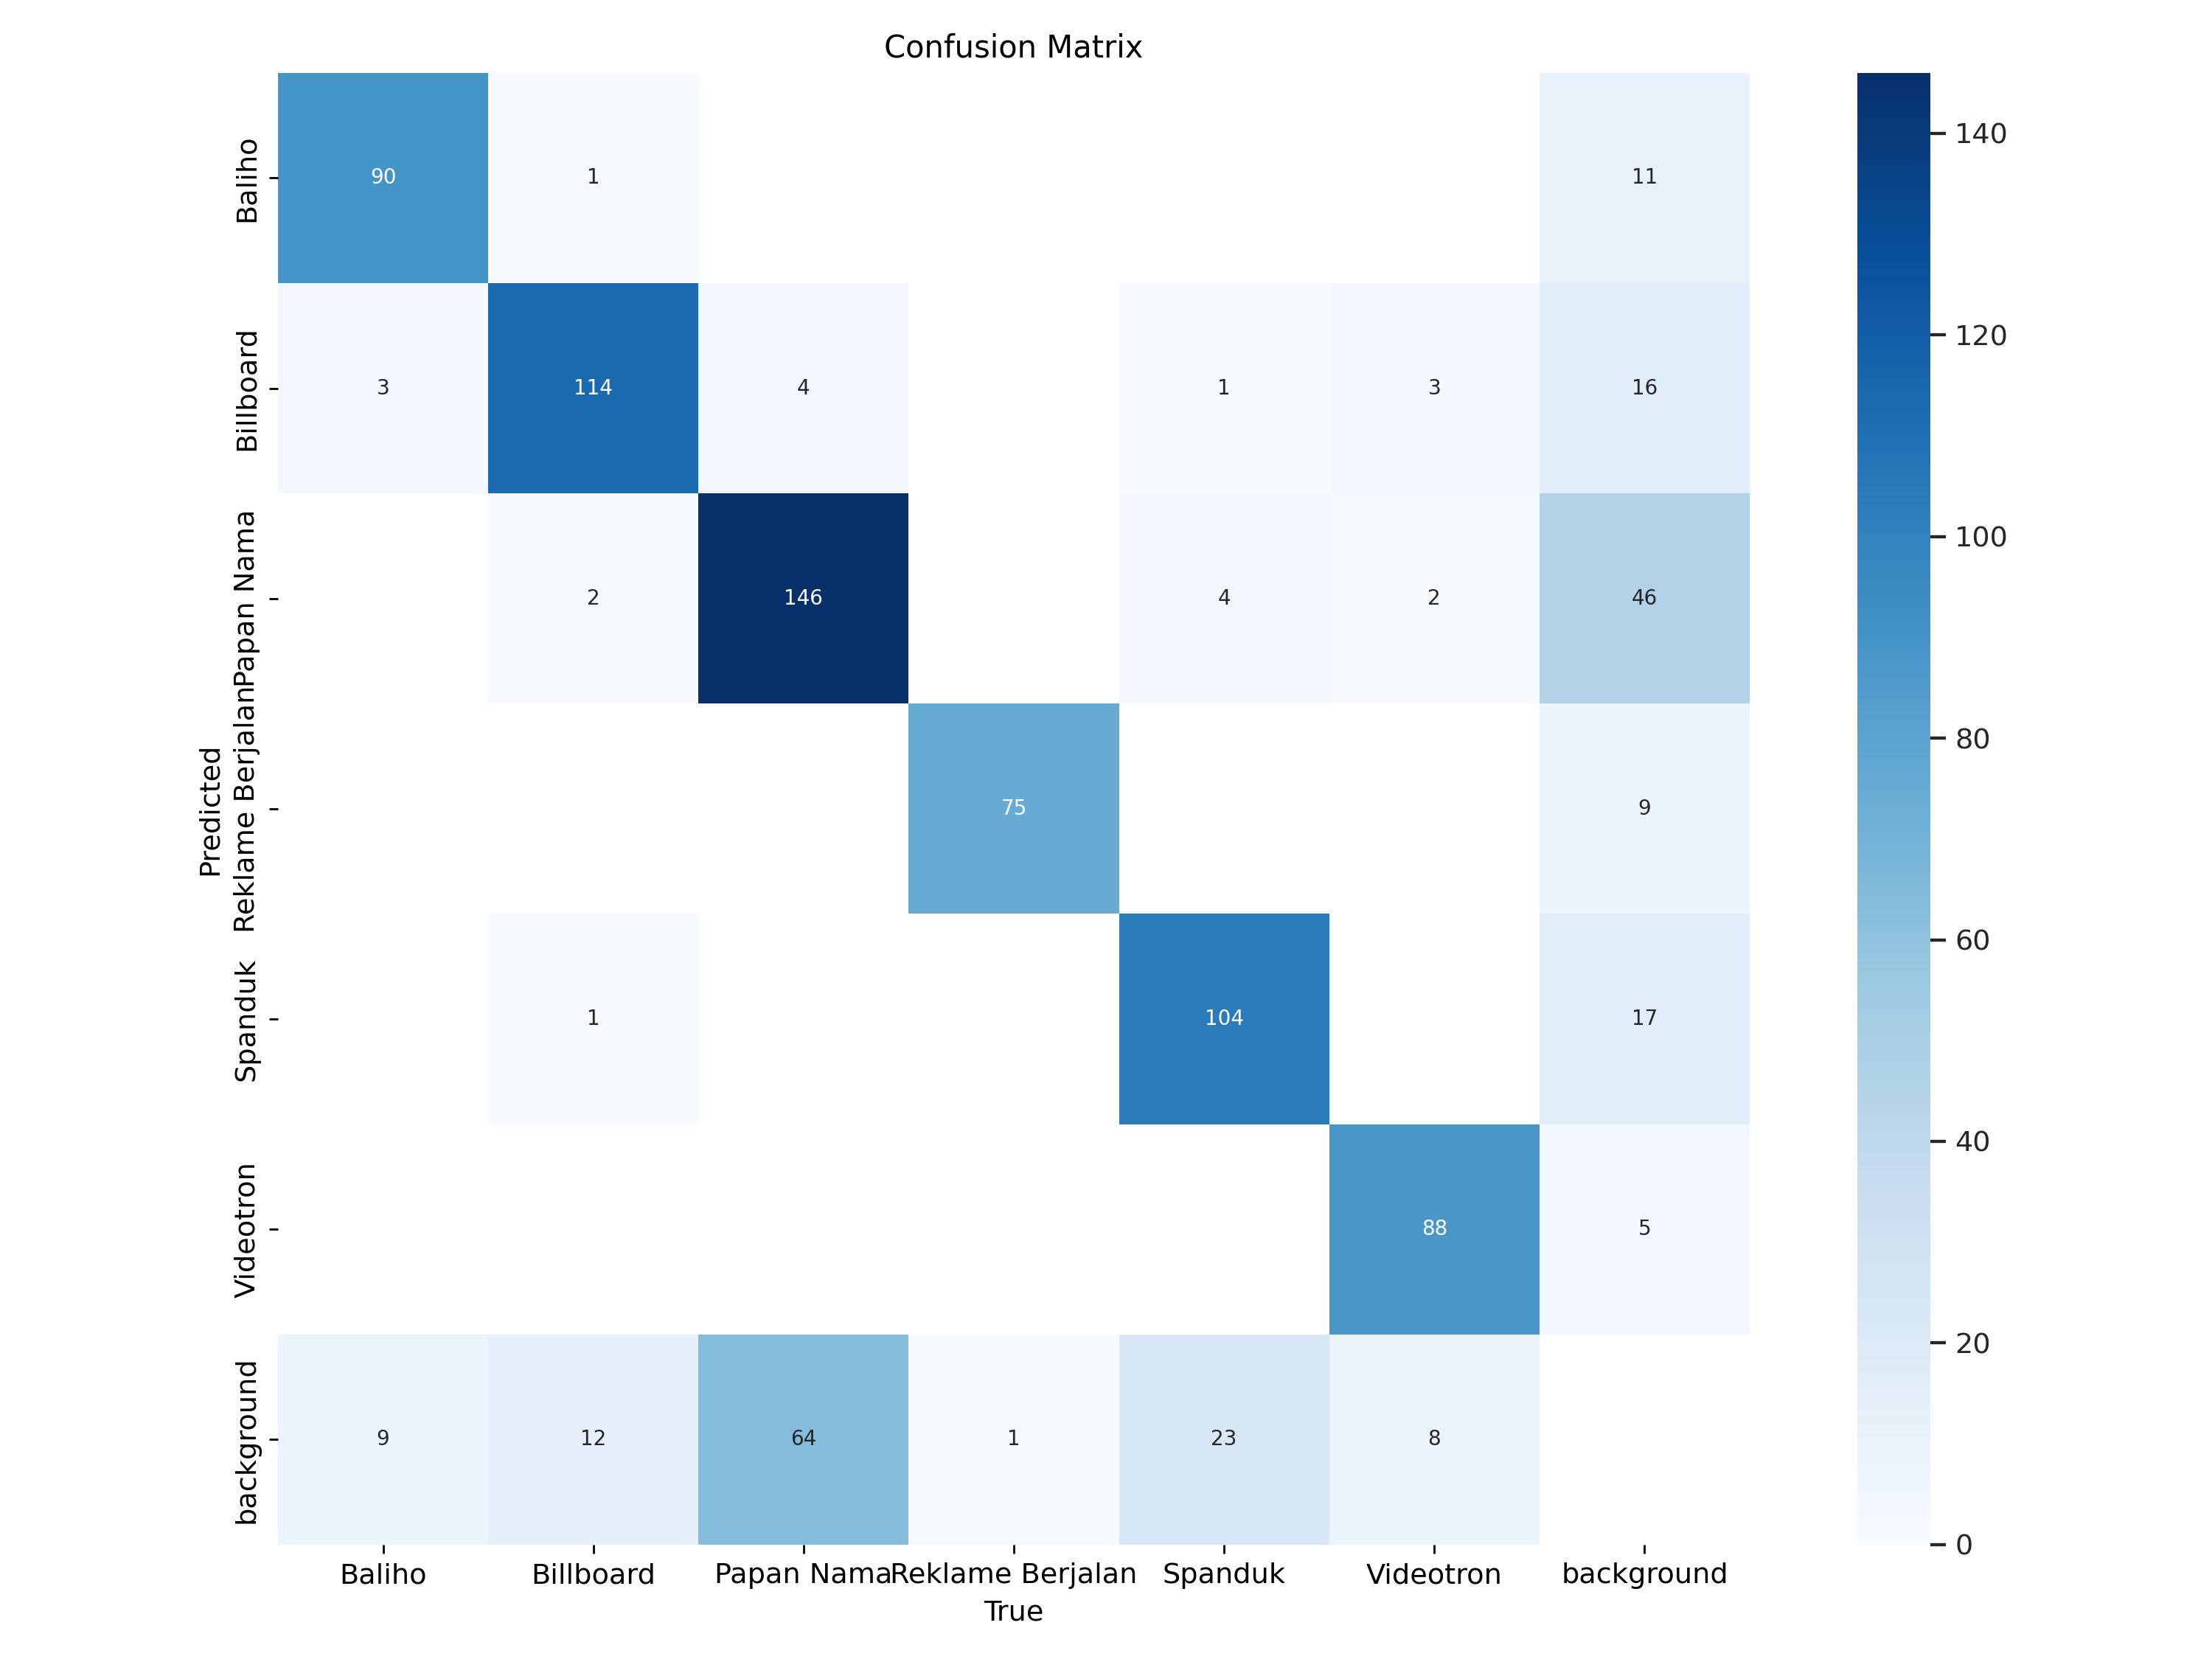 Confusion Matrix
Baliho 90 1 11
Billboard 3 114 4 1 3 16
Papan Nama 2 146 4 2 46
Reklame Berjalan 75 9
Spanduk 1 104 17
Videotron 88 5
background 9 12 64 1 23 8
Predicted
Baliho Billboard Papan Nama Reklame Berjalan Spanduk Videotron background
True
140
120
100
80
60
40
20
0